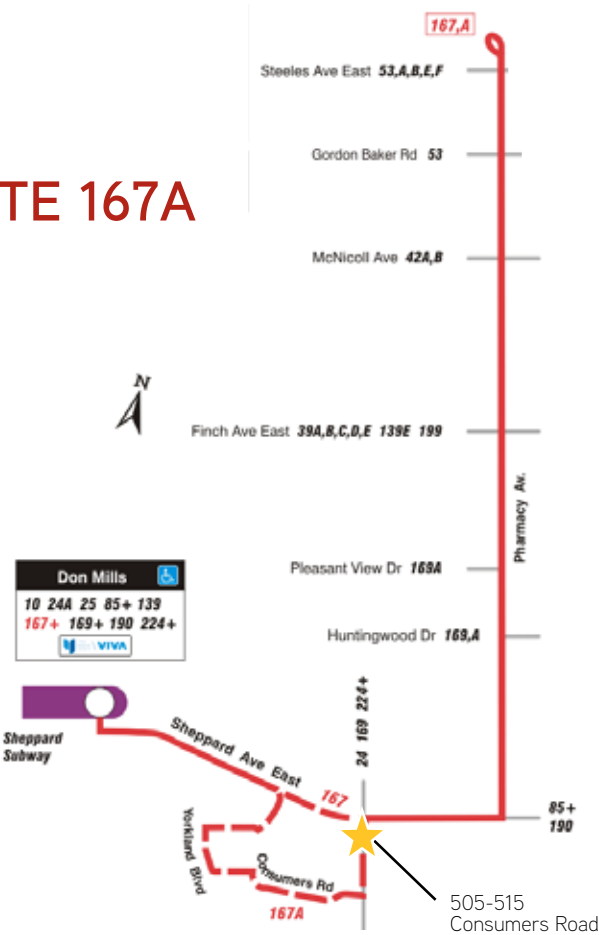 167,A
Steeles Ave East 53,A,B,E,F
Gordon Baker Rd 53
TE 167A
McNicoll Ave 42A,B
N
Finch Ave East 39A,B,C,D,E 139E 199
Pharmacy Av.
Pleasant View Dr 169A
Don Mills
10 24A 25 85+ 139
167+ 169+ 190 224+
VIVA
Huntingwood Dr 169,A
24 169 224+
Sheppard
Subway
Sheppard Ave East
167
85+
190
Yorkland Blvd
Consumers Rd
167A
505-515
Consumers Road